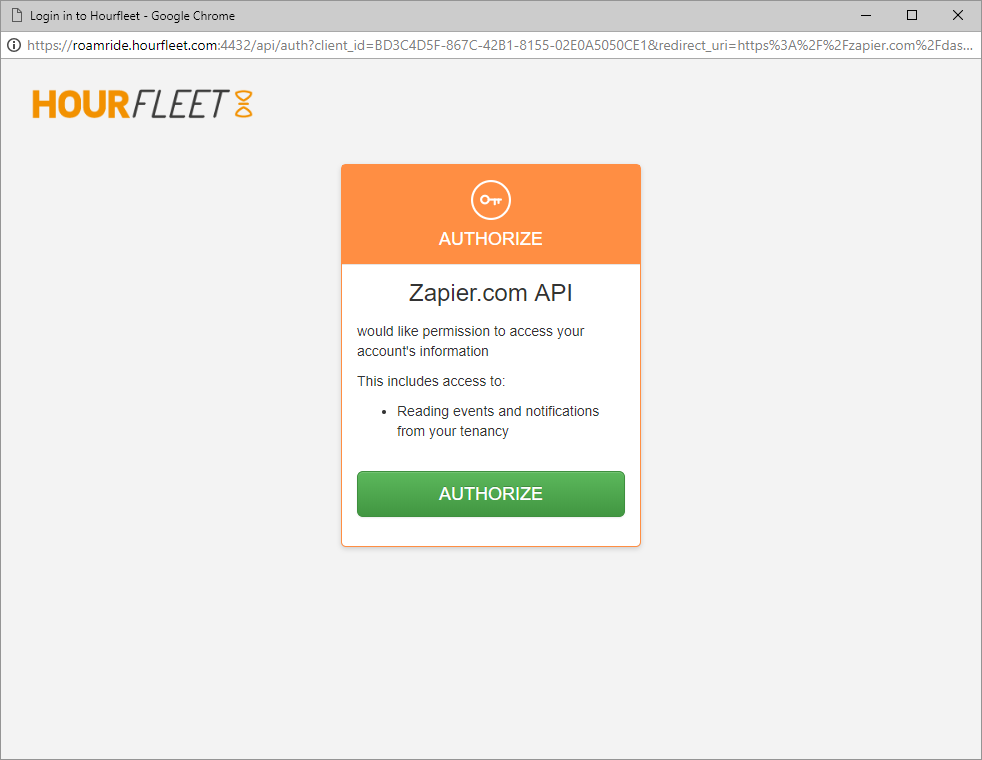 Login in to Hourfleet - Google Chrome
https://roamride.hourfleet.com:4432/api/auth?client_id=BD3C4D5F-867C-42B1-8155-02E0A5050CE1&redirect_uri=https%3A%2F%2Fzapier.com%2Fdas...
HOURFLEET
AUTHORIZE
Zapier.com API
would like permission to access your
account's information
This includes access to:
• Reading events and notifications
from your tenancy
AUTHORIZE